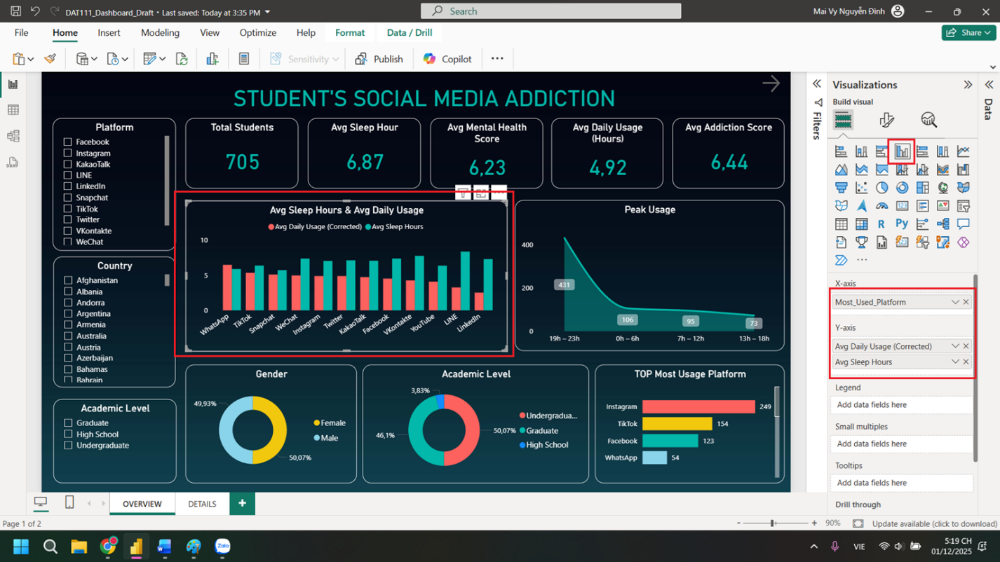 DAT111_Dashboard_Draft • Last saved: Today at 3:35 PM
Search
Mai Vy Nguyễn Đình
File Home Insert Modeling View Optimize Help Format Data / Drill
Share
Sensitivity
Publish
Copilot
STUDENT'S SOCIAL MEDIA ADDICTION
Platform
Facebook
Instagram
KakaoTalk
LINE
LinkedIn
Snapchat
TikTok
Twitter
VKontakte
WeChat
Country
Afghanistan
Albania
Andorra
Argentina
Armenia
Australia
Austria
Azerbaijan
Bahamas
Bahrain
Academic Level
Graduate
High School
Undergraduate
Total Students
705
Avg Sleep Hour
6,87
Avg Mental Health
Score
6,23
Avg Daily Usage
(Hours)
4,92
Avg Addiction Score
6,44
Avg Sleep Hours & Avg Daily Usage
Avg Daily Usage (Corrected) Avg Sleep Hours
10
5
0
WhatsApp TikTok Snapchat WeChat Instagram Twitter KakaoTalk Facebook VKontakte YouTube LINE LinkedIn
Peak Usage
400
200
0
431
106
95
73
19h – 23h 0h – 6h 7h – 12h 13h – 18h
Gender
49,93%
50,07%
Female
Male
Academic Level
3,83%
46,1%
50,07%
Undergradua...
Graduate
High School
TOP Most Usage Platform
Instagram 249
TikTok 154
Facebook 123
WhatsApp 54
Filters
Visualizations
Build visual
R
Py
123
X-axis
Most_Used_Platform
Y-axis
Avg Daily Usage (Corrected)
Avg Sleep Hours
Legend
Add data fields here
Small multiples
Add data fields here
Tooltips
Add data fields here
Drill through
Data
OVERVIEW
DETAILS
Page 1 of 2
90%
Update available (click to download)
Zalo
VIE
5:19 CH
01/12/2025